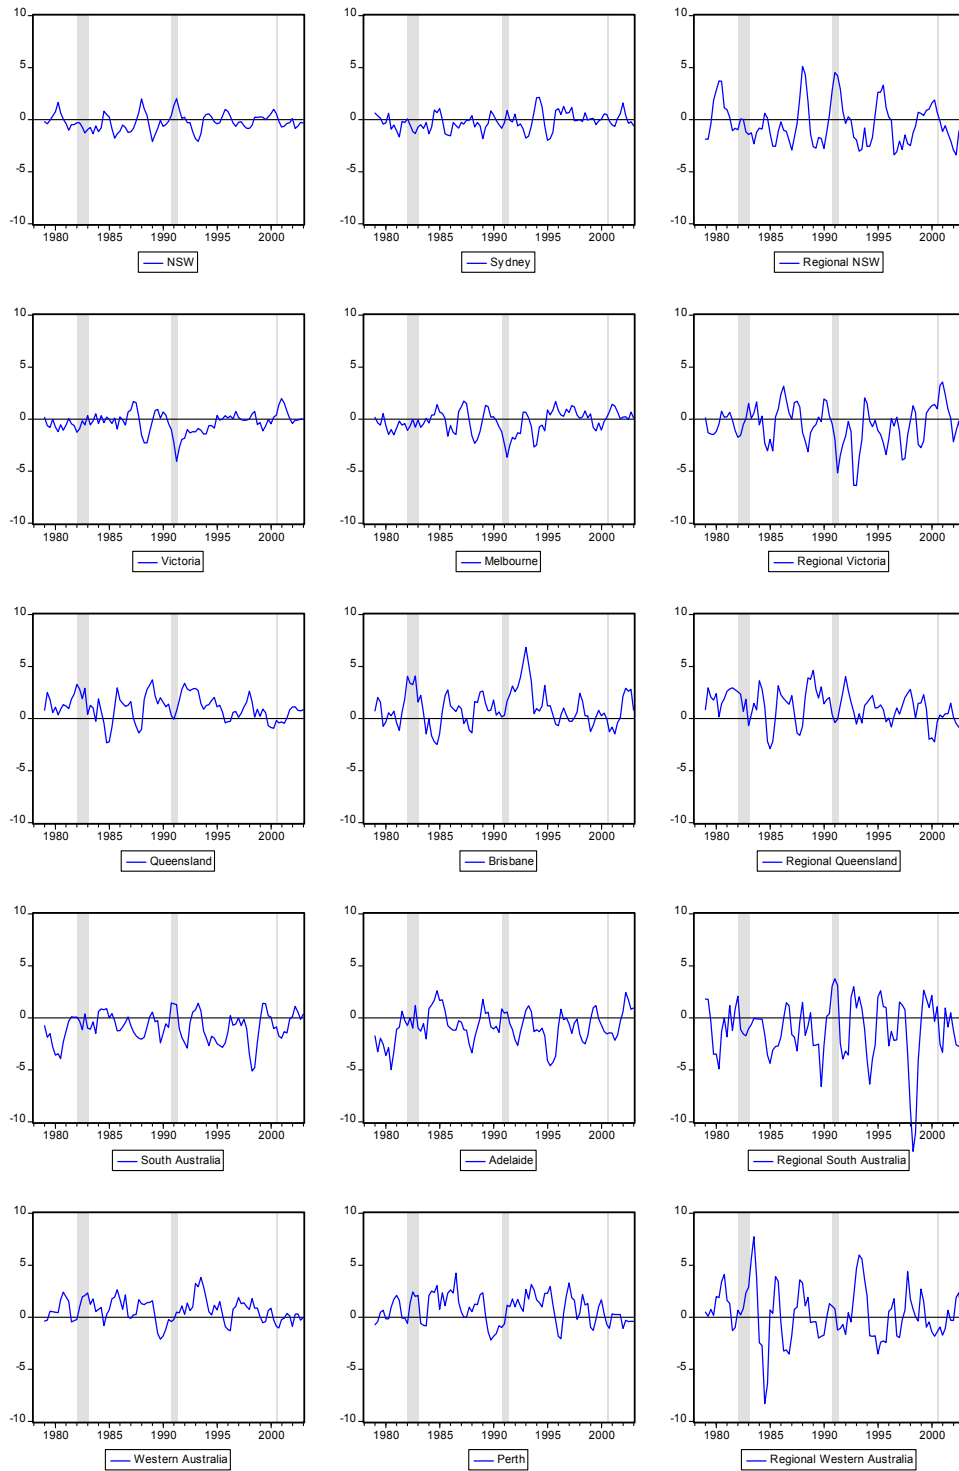 10 10 10
5 5 5
0 0 0
-5 -5 -5
-10 -10 -10
1980 1985 1990 1995 2000 1980 1985 1990 1995 2000 1980 1985 1990 1995 2000
NSW Sydney Regional NSW
10 10 10
5 5 5
0 0 0
-5 -5 -5
-10 -10 -10
1980 1985 1990 1995 2000 1980 1985 1990 1995 2000 1980 1985 1990 1995 2000
Victoria Melbourne Regional Victoria
10 10 10
5 5 5
0 0 0
-5 -5 -5
-10 -10 -10
1980 1985 1990 1995 2000 1980 1985 1990 1995 2000 1980 1985 1990 1995 2000
Queensland Brisbane Regional Queensland
10 10 10
5 5 5
0 0 0
-5 -5 -5
-10 -10 -10
1980 1985 1990 1995 2000 1980 1985 1990 1995 2000 1980 1985 1990 1995 2000
South Australia Adelaide Regional South Australia
10 10 10
5 5 5
0 0 0
-5 -5 -5
-10 -10 -10
1980 1985 1990 1995 2000 1980 1985 1990 1995 2000 1980 1985 1990 1995 2000
Western Australia Perth Regional Western Australia